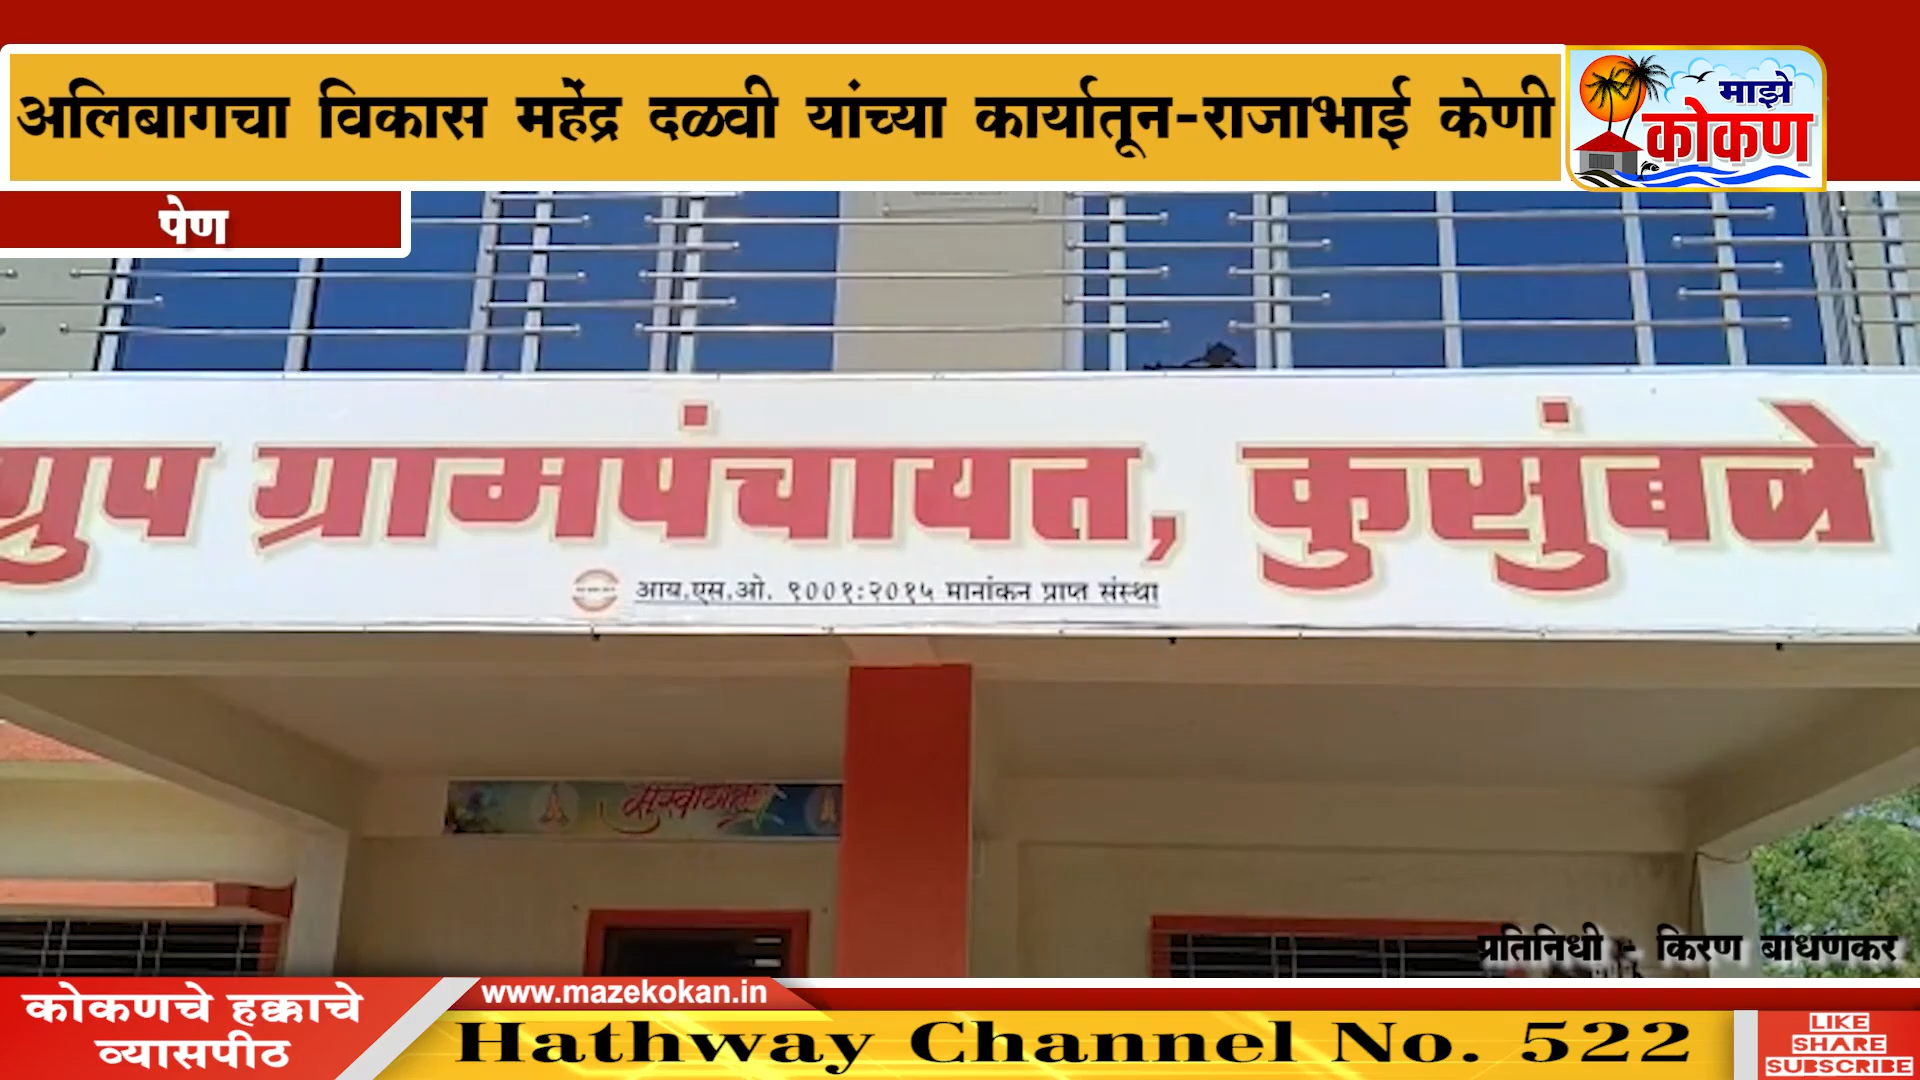 अलिबागचा विकास महेंद्र दळवी यांच्या कार्यातून-राजाभाई केणी
माझे
कोकण
पेण
ग्रुप ग्रामपंचायत, कुसुंबळे
आय.एस.ओ. ९००१:२०१५ मानांकन प्राप्त संस्था
सुस्वागतम
प्रतिनिधी - किरण बांधणकर
कोकणचे हक्काचे
व्यासपीठ
www.mazekokan.in
Hathway Channel No. 522
LIKE
SHARE
SUBSCRIBE